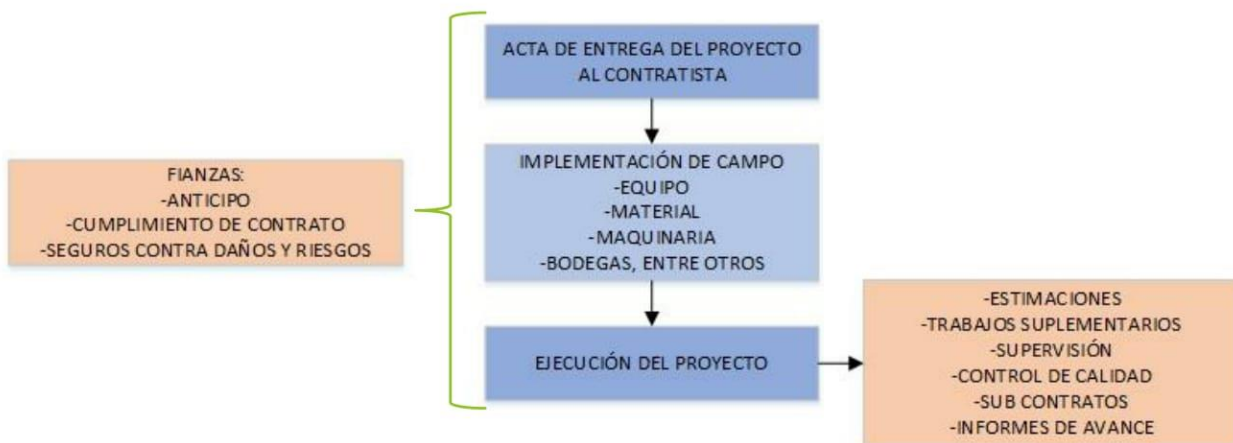 ACTA DE ENTREGA DEL PROYECTO
AL CONTRATISTA
FIANZAS:
-ANTICIPO
-CUMPLIMIENTO DE CONTRATO
-SEGUROS CONTRA DAÑOS Y RIESGOS
IMPLEMENTACIÓN DE CAMPO
-EQUIPO
-MATERIAL
-MAQUINARIA
-BODEGAS, ENTRE OTROS
EJECUCIÓN DEL PROYECTO
-ESTIMACIONES
-TRABAJOS SUPLEMENTARIOS
-SUPERVISIÓN
-CONTROL DE CALIDAD
-SUB CONTRATOS
-INFORMES DE AVANCE